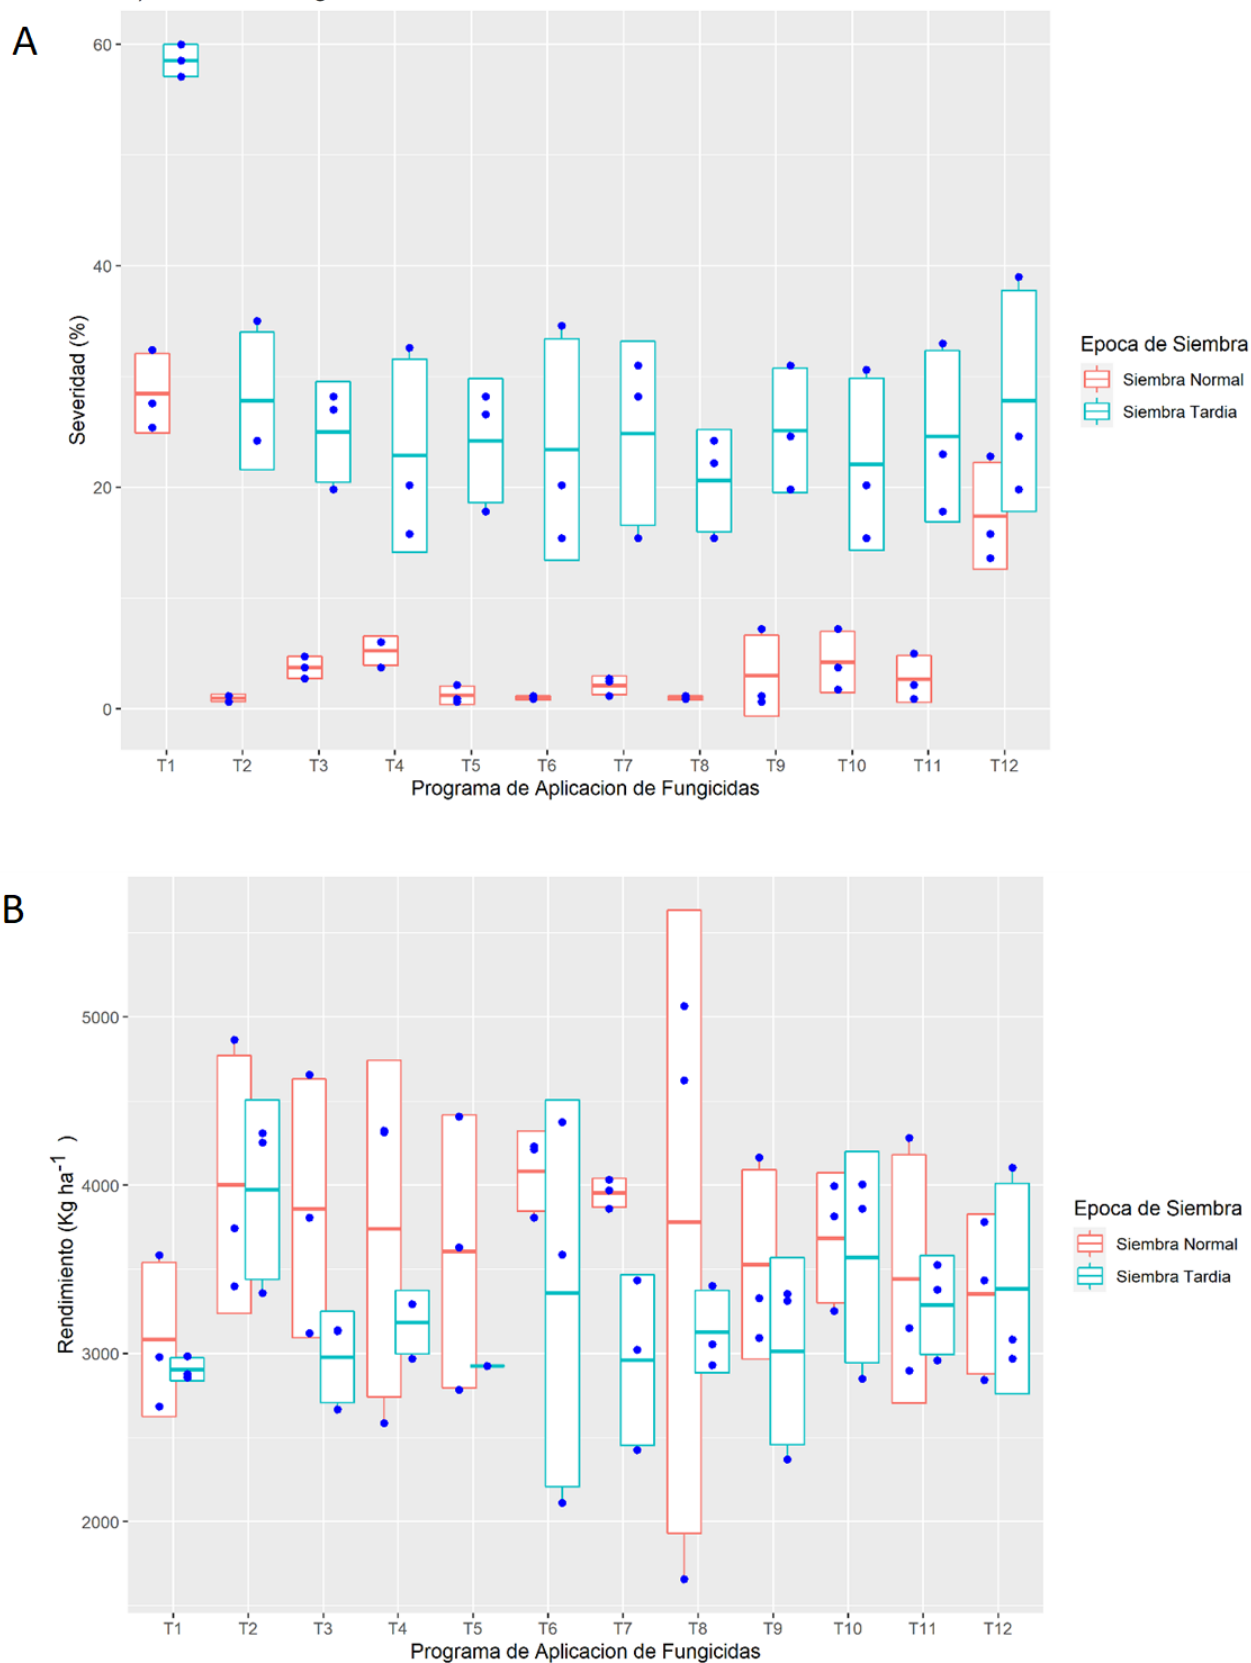 A
60
40
20
0
Severidad (%)
T1 T2 T3 T4 T5 T6 T7 T8 T9 T10 T11 T12
Programa de Aplicacion de Fungicidas
Epoca de Siembra
Siembra Normal
Siembra Tardia
B
5000
4000
3000
2000
Rendimiento (Kg ha⁻¹ )
T1 T2 T3 T4 T5 T6 T7 T8 T9 T10 T11 T12
Programa de Aplicacion de Fungicidas
Epoca de Siembra
Siembra Normal
Siembra Tardia